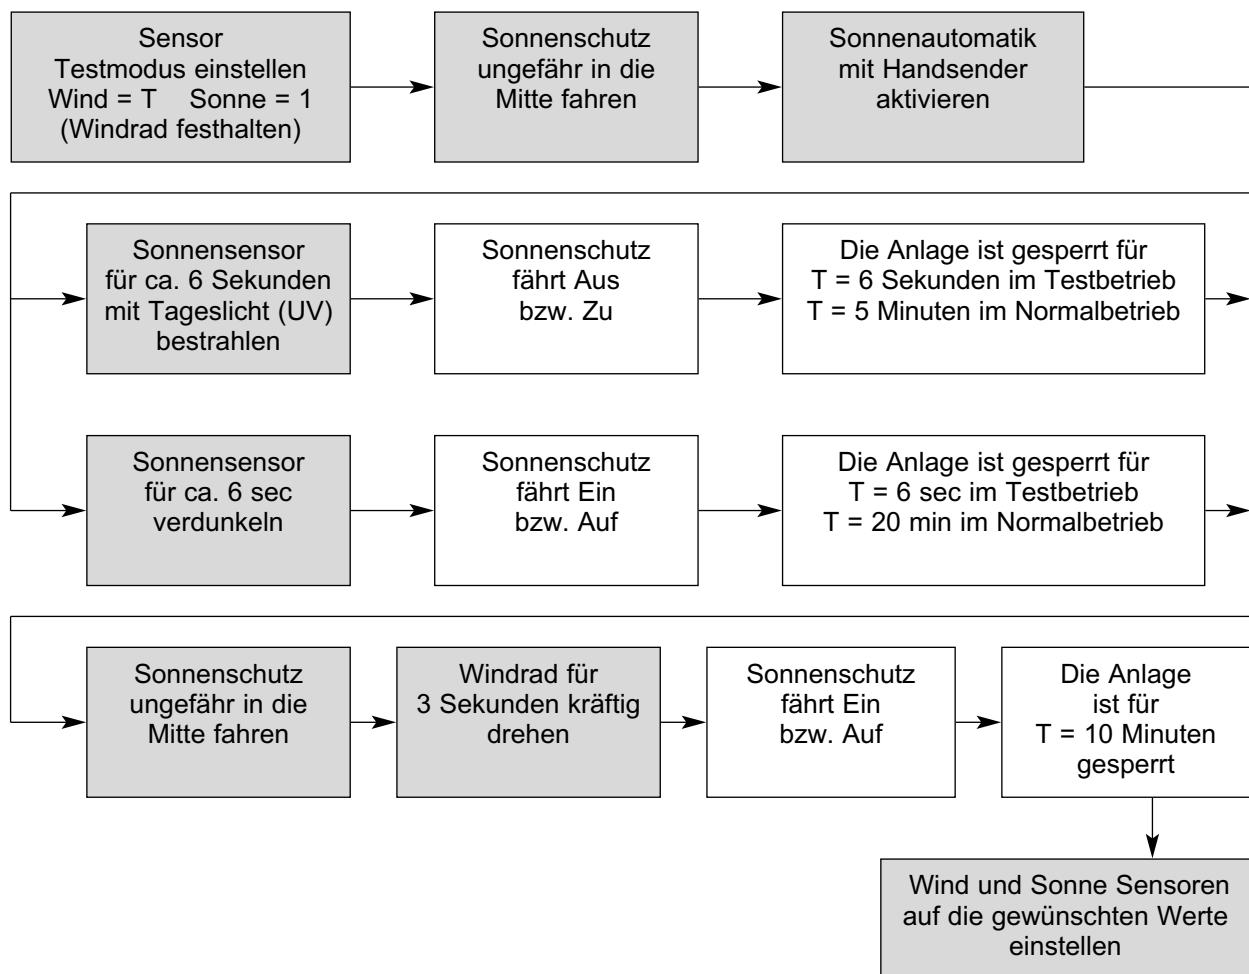 Sensor
Testmodus einstellen
Wind = T Sonne = 1
(Windrad festhalten)
Sonnenschutz
ungefähr in die
Mitte fahren
Sonnenautomatik
mit Handsender
aktivieren
Sonnensensor
für ca. 6 Sekunden
mit Tageslicht (UV)
bestrahlen
Sonnenschutz
fährt Aus
bzw. Zu
Die Anlage ist gesperrt für
T = 6 Sekunden im Testbetrieb
T = 5 Minuten im Normalbetrieb
Sonnensensor
für ca. 6 sec
verdunkeln
Sonnenschutz
fährt Ein
bzw. Auf
Die Anlage ist gesperrt für
T = 6 sec im Testbetrieb
T = 20 min im Normalbetrieb
Sonnenschutz
ungefähr in die
Mitte fahren
Windrad für
3 Sekunden kräftig
drehen
Sonnenschutz
fährt Ein
bzw. Auf
Die Anlage
ist für
T = 10 Minuten
gesperrt
Wind und Sonne Sensoren
auf die gewünschten Werte
einstellen